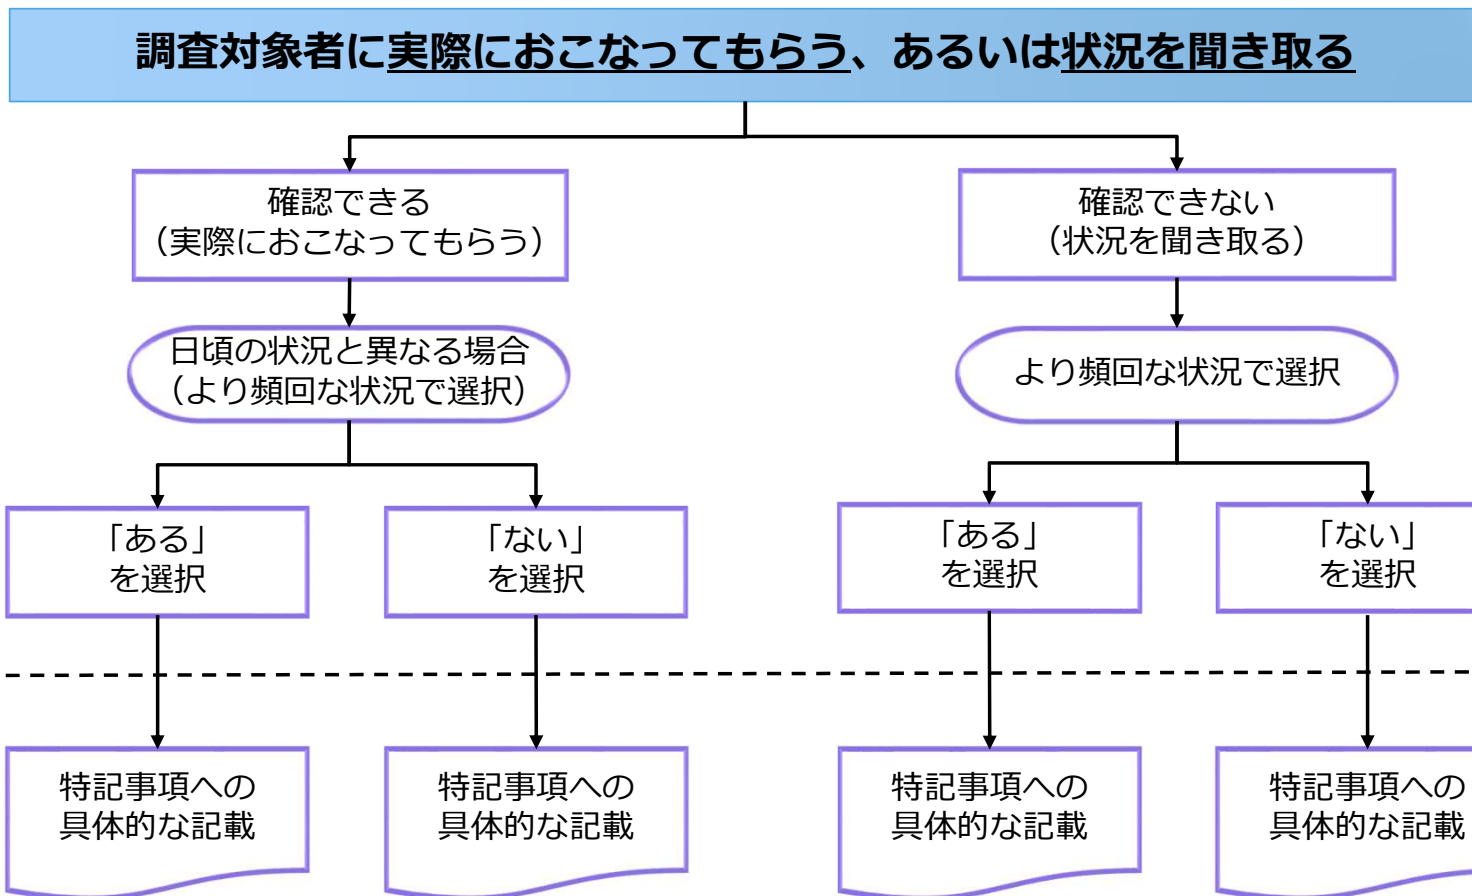 調査対象者に実際におこなってもらう、あるいは状況を聞き取る
確認できる
（実際におこなってもらう）
確認できない
（状況を聞き取る）
日頃の状況と異なる場合
（より頻回な状況で選択）
より頻回な状況で選択
「ある」
を選択
「ない」
を選択
「ある」
を選択
「ない」
を選択
特記事項への
具体的な記載
特記事項への
具体的な記載
特記事項への
具体的な記載
特記事項への
具体的な記載